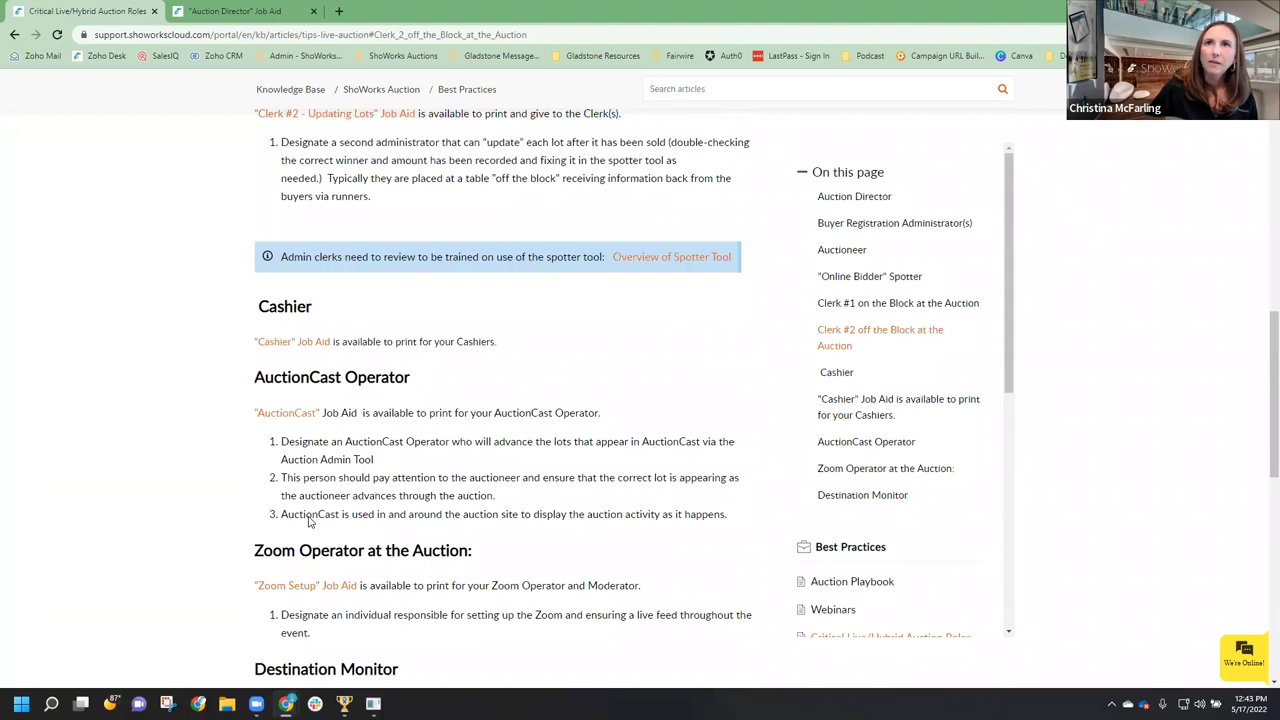 Critical Live/Hybrid Auction Roles
"Auction Director" Job Aid
support.showorkscloud.com/portal/en/kb/articles/tips-live-auction#Clerk_2_off_the_Block_at_the_Auction
Zoho Mail
Zoho Desk
SalesIQ
Zoho CRM
Admin - ShoWorks...
ShoWorks Auctions
Gladstone Meetings
Gladstone Resources
Fairwire
Auth0
LastPass - Sign In
Podcast
Campaign URL Buil...
Canva
Christina McFarling
Knowledge Base / ShoWorks Auction / Best Practices
Search articles
"Clerk #2 - Updating Lots" Job Aid is available to print and give to the Clerk(s).
1. Designate a second administrator that can "update" each lot after it has been sold (double-checking
the correct winner and amount has been recorded and fixing it in the spotter tool as
needed.) Typically they are placed at a table "off the block" receiving information back from the
buyers via runners.
Admin clerks need to review to be trained on use of the spotter tool: Overview of Spotter Tool
Cashier
"Cashier" Job Aid is available to print for your Cashiers.
AuctionCast Operator
"AuctionCast" Job Aid is available to print for your AuctionCast Operator.
1. Designate an AuctionCast Operator who will advance the lots that appear in AuctionCast via the
Auction Admin Tool
2. This person should pay attention to the auctioneer and ensure that the correct lot is appearing as
the auctioneer advances through the auction.
3. AuctionCast is used in and around the auction site to display the auction activity as it happens.
Zoom Operator at the Auction:
"Zoom Setup" Job Aid is available to print for your Zoom Operator and Moderator.
1. Designate an individual responsible for setting up the Zoom and ensuring a live feed throughout the
event.
Destination Monitor
On this page
Auction Director
Buyer Registration Administrator(s)
Auctioneer
"Online Bidder" Spotter
Clerk #1 on the Block at the Auction
Clerk #2 off the Block at the
Auction
Cashier
"Cashier" Job Aid is available to print
for your Cashiers.
AuctionCast Operator
Zoom Operator at the Auction:
Destination Monitor
Best Practices
Auction Playbook
Webinars
Critical Live/Hybrid Auction Roles
We're Online!
87°
12:43 PM
5/17/2022